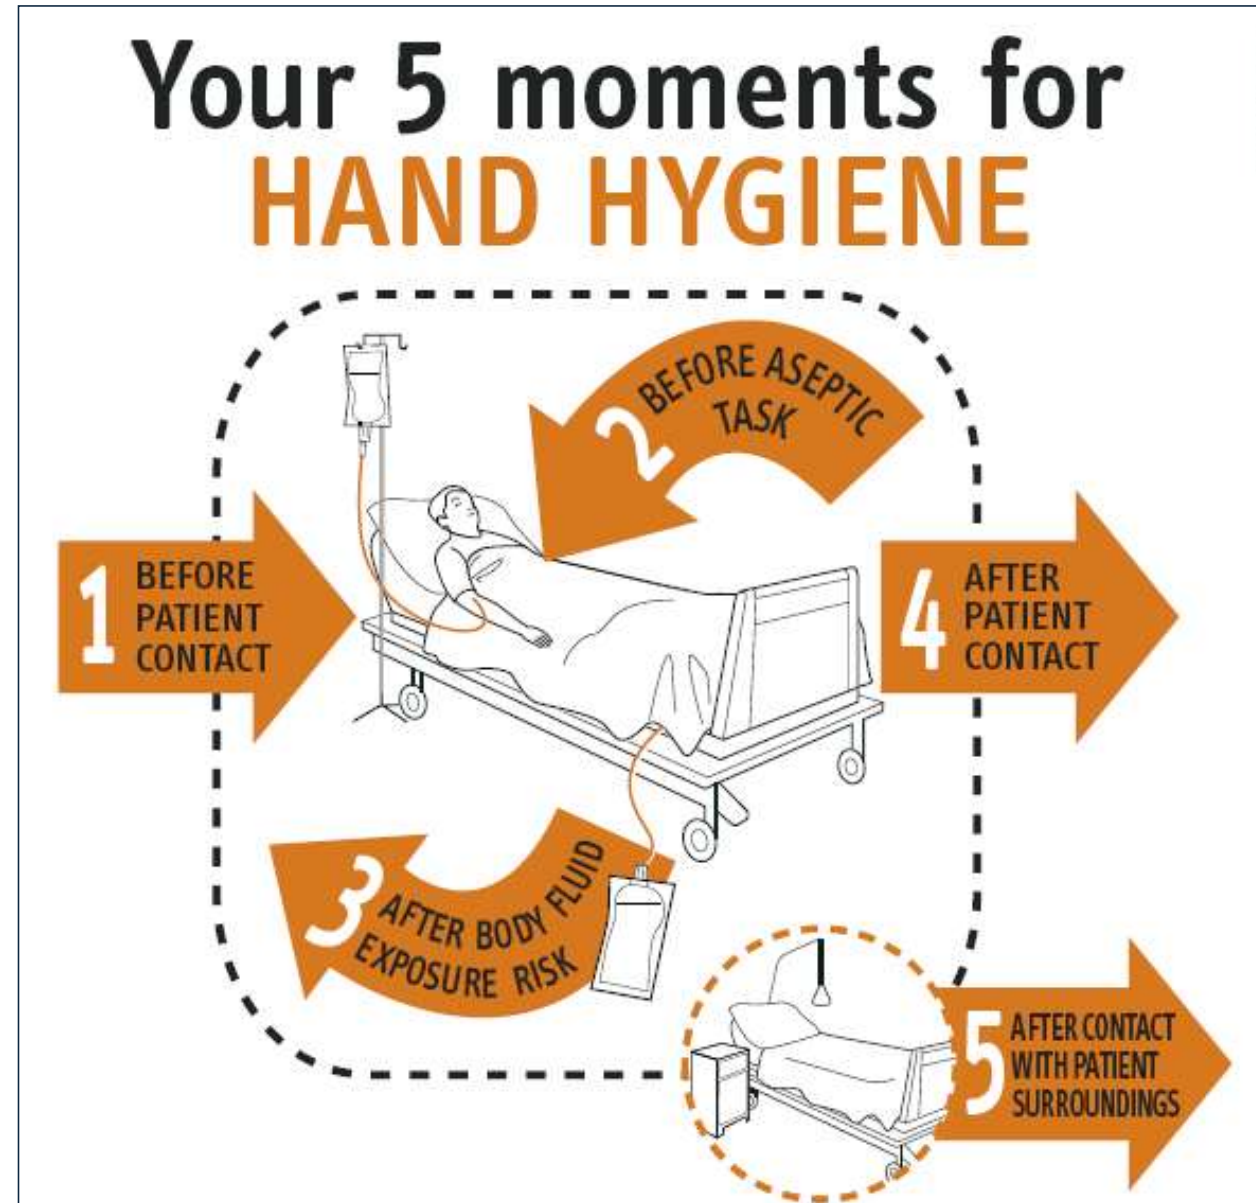 Your 5 moments for
HAND HYGIENE
2 BEFORE ASEPTIC
TASK
1 BEFORE
PATIENT
CONTACT
4 AFTER
PATIENT
CONTACT
3 AFTER BODY FLUID
EXPOSURE RISK
5 AFTER CONTACT
WITH PATIENT
SURROUNDINGS